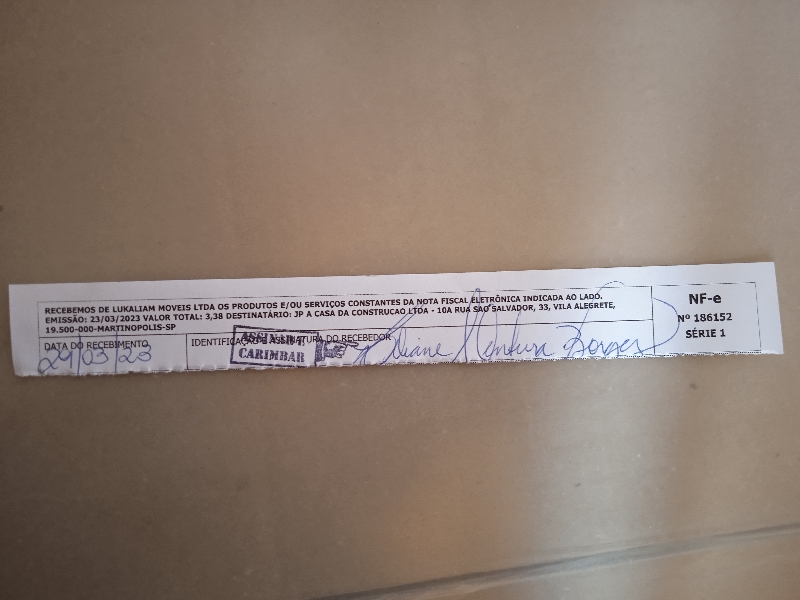 RECEBEMOS DE LUKALIAM MOVEIS LTDA OS PRODUTOS E/OU SERVIÇOS CONSTANTES DA NOTA FISCAL ELETRÔNICA INDICADA AO LADO.
EMISSÃO: 23/03/2023 VALOR TOTAL: 3,38 DESTINATÁRIO: JP A CASA DA CONSTRUCAO LTDA - 10A RUA SAO SALVADOR, 33, VILA ALEGRETE,
19.500-000-MARTINOPOLIS-SP
NF-e
Nº 186152
SÉRIE 1
DATA DO RECEBIMENTO
29/03/23
IDENTIFICAÇÃO E ASSINATURA DO RECEBEDOR
ASSINAR E
CARIMBAR
Borges